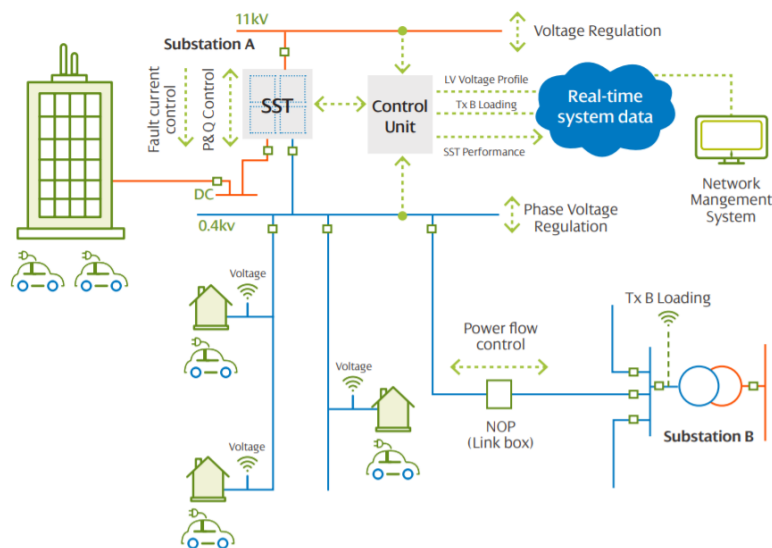 11kV
Substation A
Voltage Regulation
Fault current
control
P&Q Control
SST
Control
Unit
LV Voltage Profile
Tx B Loading
SST Performance
Real-time
system data
Network
Mangement
System
DC
0.4kv
Phase Voltage
Regulation
Voltage
Voltage
Voltage
Power flow
control
NOP
(Link box)
Tx B Loading
Substation B